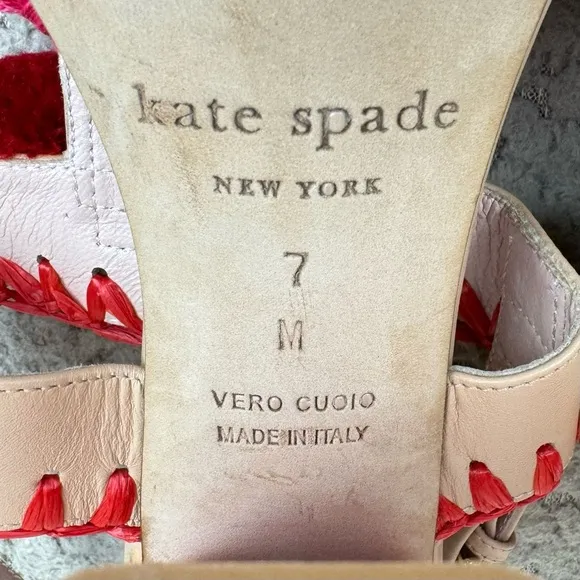 kate spade
NEW YORK
7
M
VERO CUOIO
MADE IN ITALY